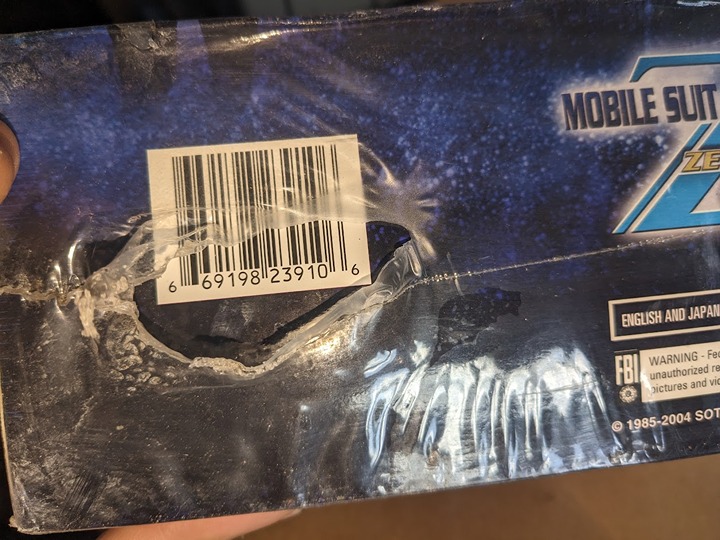 MOBILE SUIT
ZE
6 69198 23910 6
ENGLISH AND JAPAN
FBI WARNING - Fed
unauthorized re
pictures and vid
© 1985-2004 SOT